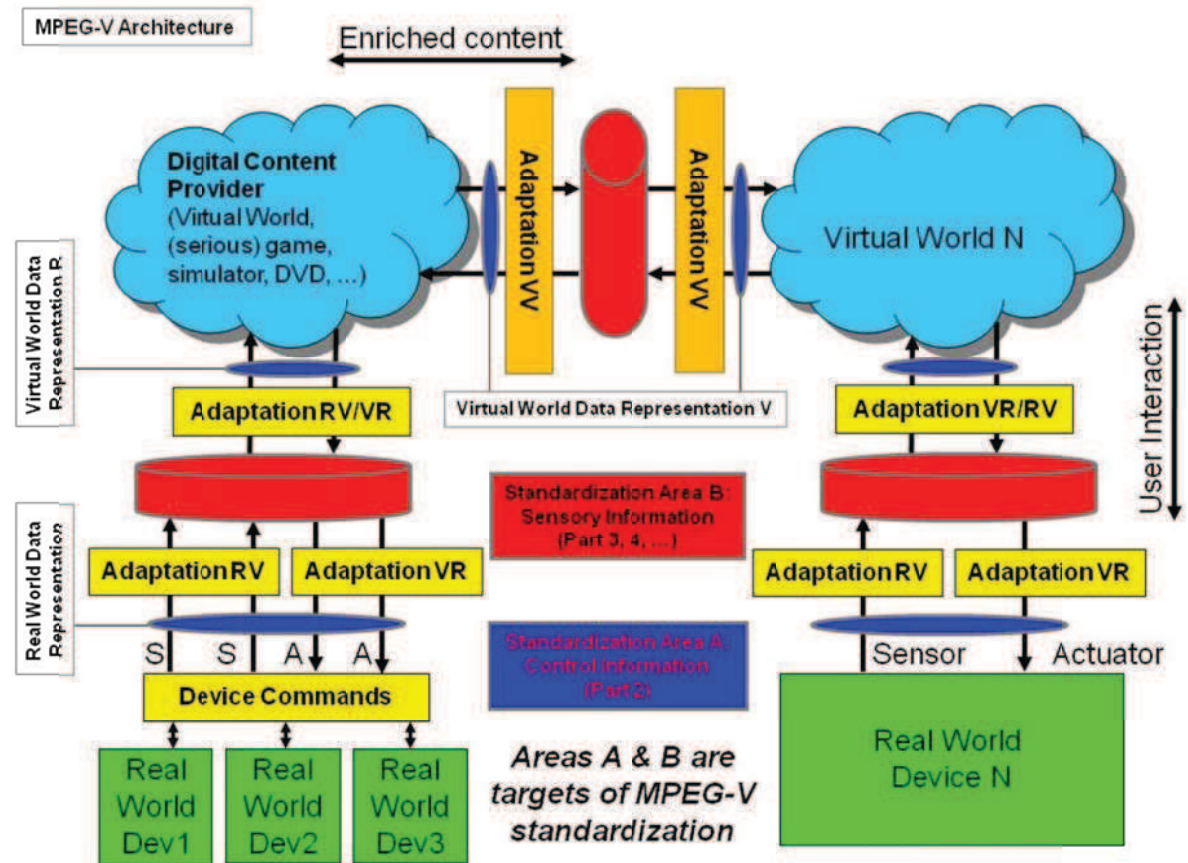 MPEG-V Architecture
Enriched content
Digital Content
Provider
(Virtual World,
(serious) game,
simulator, DVD, ...)
Adaptation VV
Adaptation VV
Virtual World N
Virtual World Data
Representation R
Adaptation RV/VR
Virtual World Data Representation V
Adaptation VR/RV
User Interaction
Standardization Area B:
Sensory Information
(Part 3, 4, ...)
Real World Data
Representation
Adaptation RV
Adaptation VR
Adaptation RV
Adaptation VR
Standardization Area A:
Control Information
(Part 2)
S
S
A
A
Sensor
Actuator
Device Commands
Real
World
Dev1
Real
World
Dev2
Real
World
Dev3
Areas A & B are
targets of MPEG-V
standardization
Real World
Device N